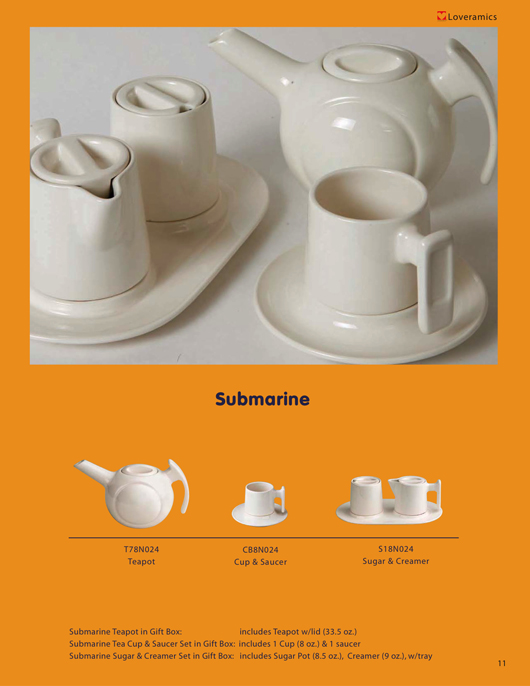 Loveramics
Submarine
T78N024
Teapot
CB8N024
Cup & Saucer
S18N024
Sugar & Creamer
Submarine Teapot in Gift Box: includes Teapot w/lid (33.5 oz.)
Submarine Tea Cup & Saucer Set in Gift Box: includes 1 Cup (8 oz.) & 1 saucer
Submarine Sugar & Creamer Set in Gift Box: includes Sugar Pot (8.5 oz.), Creamer (9 oz.), w/tray
11